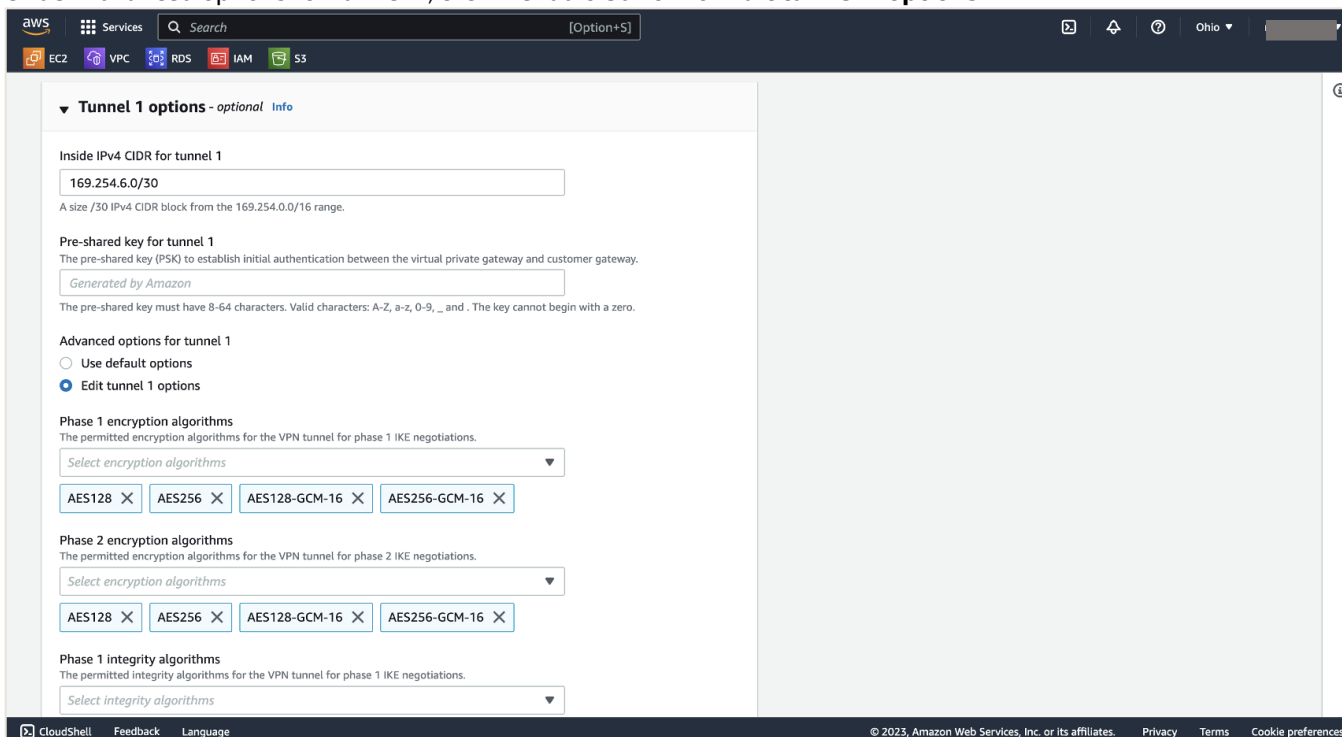 aws
Services
Search
[Option+S]
Ohio
EC2
VPC
RDS
IAM
S3
Tunnel 1 options - optional Info
Inside IPv4 CIDR for tunnel 1
169.254.6.0/30
A size /30 IPv4 CIDR block from the 169.254.0.0/16 range.
Pre-shared key for tunnel 1
The pre-shared key (PSK) to establish initial authentication between the virtual private gateway and customer gateway.
Generated by Amazon
The pre-shared key must have 8-64 characters. Valid characters: A-Z, a-z, 0-9, _ and . The key cannot begin with a zero.
Advanced options for tunnel 1
Use default options
Edit tunnel 1 options
Phase 1 encryption algorithms
The permitted encryption algorithms for the VPN tunnel for phase 1 IKE negotiations.
Select encryption algorithms
AES128 AES256 AES128-GCM-16 AES256-GCM-16
Phase 2 encryption algorithms
The permitted encryption algorithms for the VPN tunnel for phase 2 IKE negotiations.
Select encryption algorithms
AES128 AES256 AES128-GCM-16 AES256-GCM-16
Phase 1 integrity algorithms
The permitted integrity algorithms for the VPN tunnel for phase 1 IKE negotiations.
Select integrity algorithms
CloudShell Feedback Language
© 2023, Amazon Web Services, Inc. or its affiliates. Privacy Terms Cookie preferences